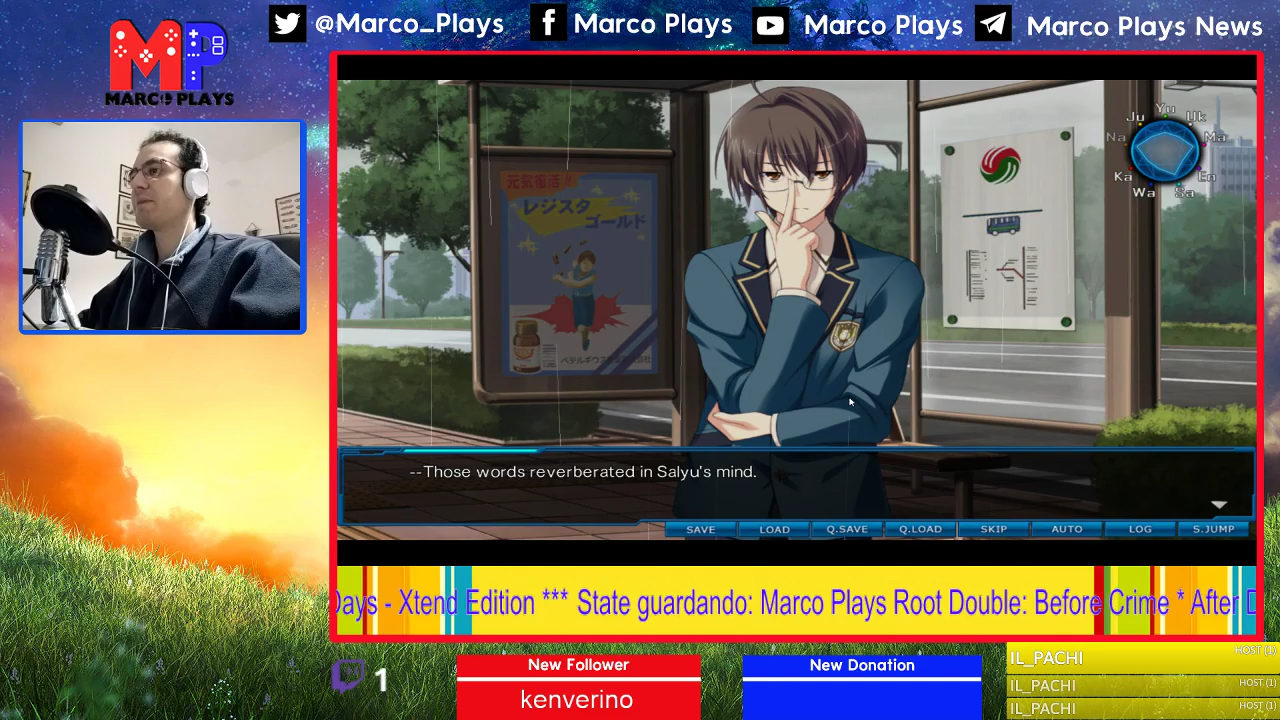 @Marco_Plays
Marco Plays
Marco Plays
Marco Plays News
MP
MARCO PLAYS
元気復活!!
レジスタ
ゴールド
Yu
Ju
Uk
Na
Ma
Ka
En
Wa
Sa
--Those words reverberated in Salyu's mind.
SAVE
LOAD
Q.SAVE
Q.LOAD
SKIP
AUTO
LOG
S.JUMP
Days - Xtend Edition *** State guardando: Marco Plays Root Double: Before Crime * After D
1
New Follower
kenverino
New Donation
IL_PACHI
HOST (1)
IL_PACHI
HOST (1)
IL_PACHI
HOST (1)